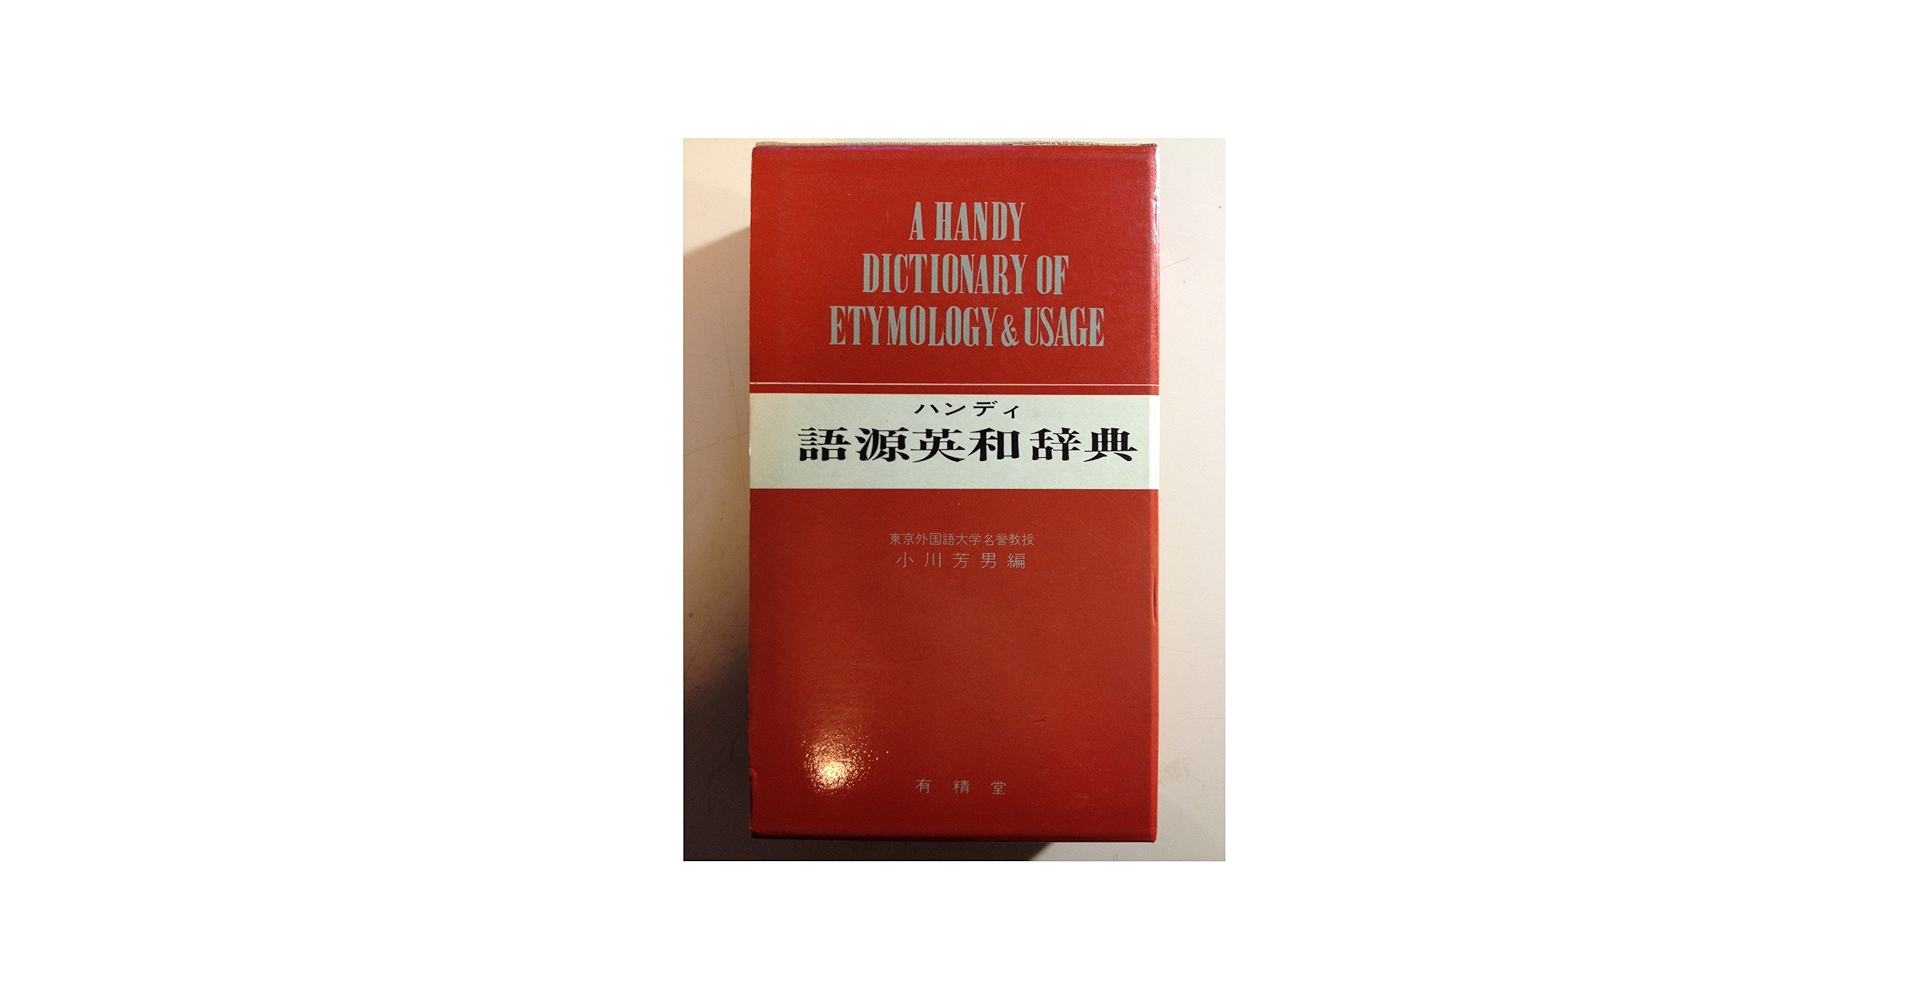 A HANDY
DICTIONARY OF
ETYMOLOGY & USAGE
ハンディ
語源英和辞典
東京外国語大学名誉教授
小川芳男編
有精堂